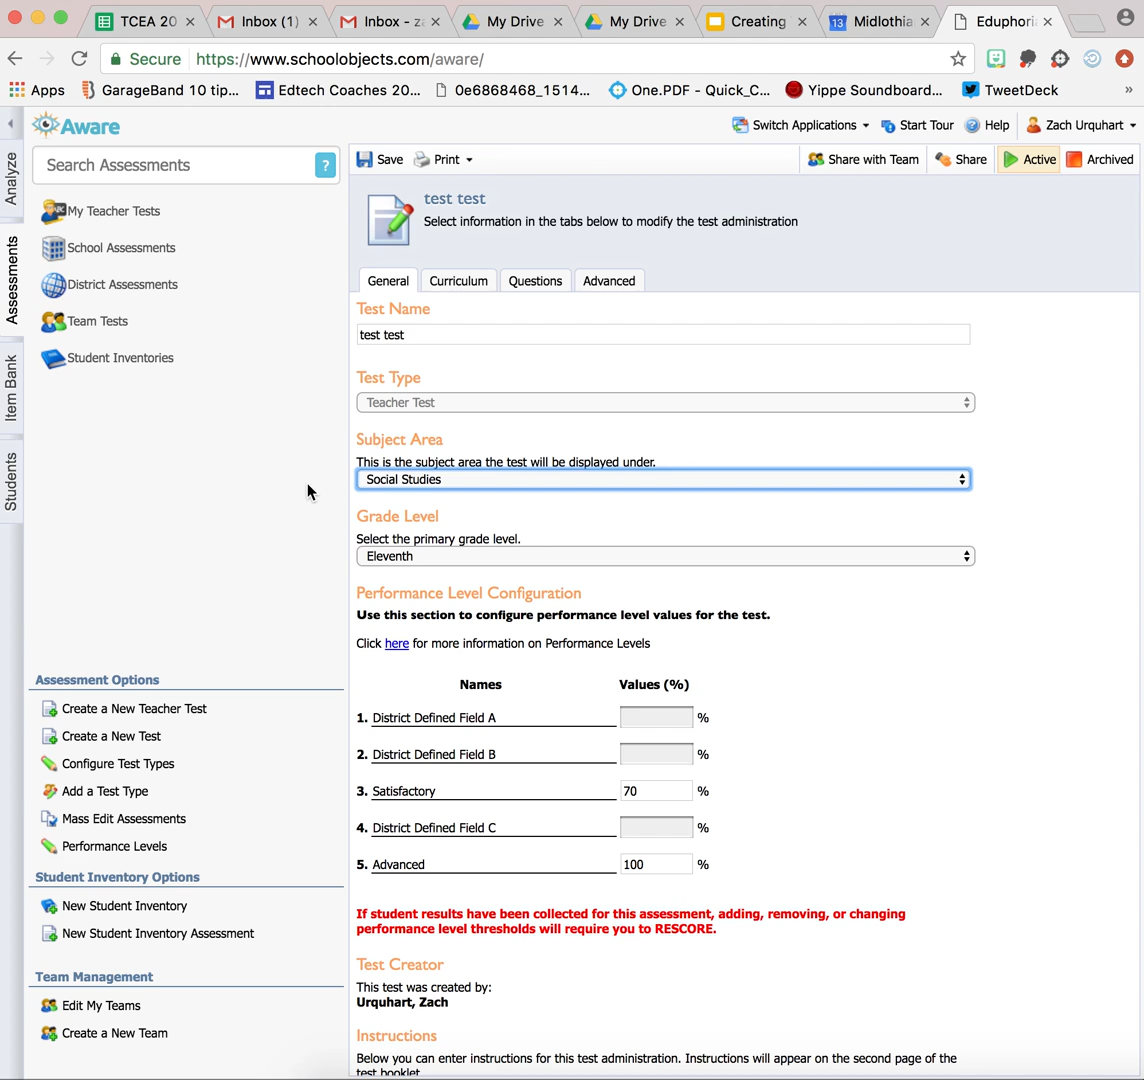 TCEA 20
Inbox (1)
Inbox - za
My Drive
My Drive
Creating
13
Midlothia
Eduphoria
Secure
https://www.schoolobjects.com/aware/
Apps
GarageBand 10 tip...
Edtech Coaches 20...
0e6868468_1514...
One.PDF - Quick_C...
Yippe Soundboard...
TweetDeck
»
Aware
Switch Applications
Start Tour
Help
Zach Urquhart
Search Assessments
?
Save
Print
Share with Team
Share
Active
Archived
Analyze
Assessments
Item Bank
Students
My Teacher Tests
School Assessments
District Assessments
Team Tests
Student Inventories
Assessment Options
Create a New Teacher Test
Create a New Test
Configure Test Types
Add a Test Type
Mass Edit Assessments
Performance Levels
Student Inventory Options
New Student Inventory
New Student Inventory Assessment
Team Management
Edit My Teams
Create a New Team
test test
Select information in the tabs below to modify the test administration
General
Curriculum
Questions
Advanced
Test Name
test test
Test Type
Teacher Test
Subject Area
This is the subject area the test will be displayed under.
Social Studies
Grade Level
Select the primary grade level.
Eleventh
Performance Level Configuration
Use this section to configure performance level values for the test.
Click here for more information on Performance Levels
Names Values (%)
1. District Defined Field A %
2. District Defined Field B %
3. Satisfactory 70 %
4. District Defined Field C %
5. Advanced 100 %
If student results have been collected for this assessment, adding, removing, or changing
performance level thresholds will require you to RESCORE.
Test Creator
This test was created by:
Urquhart, Zach
Instructions
Below you can enter instructions for this test administration. Instructions will appear on the second page of the
test booklet.